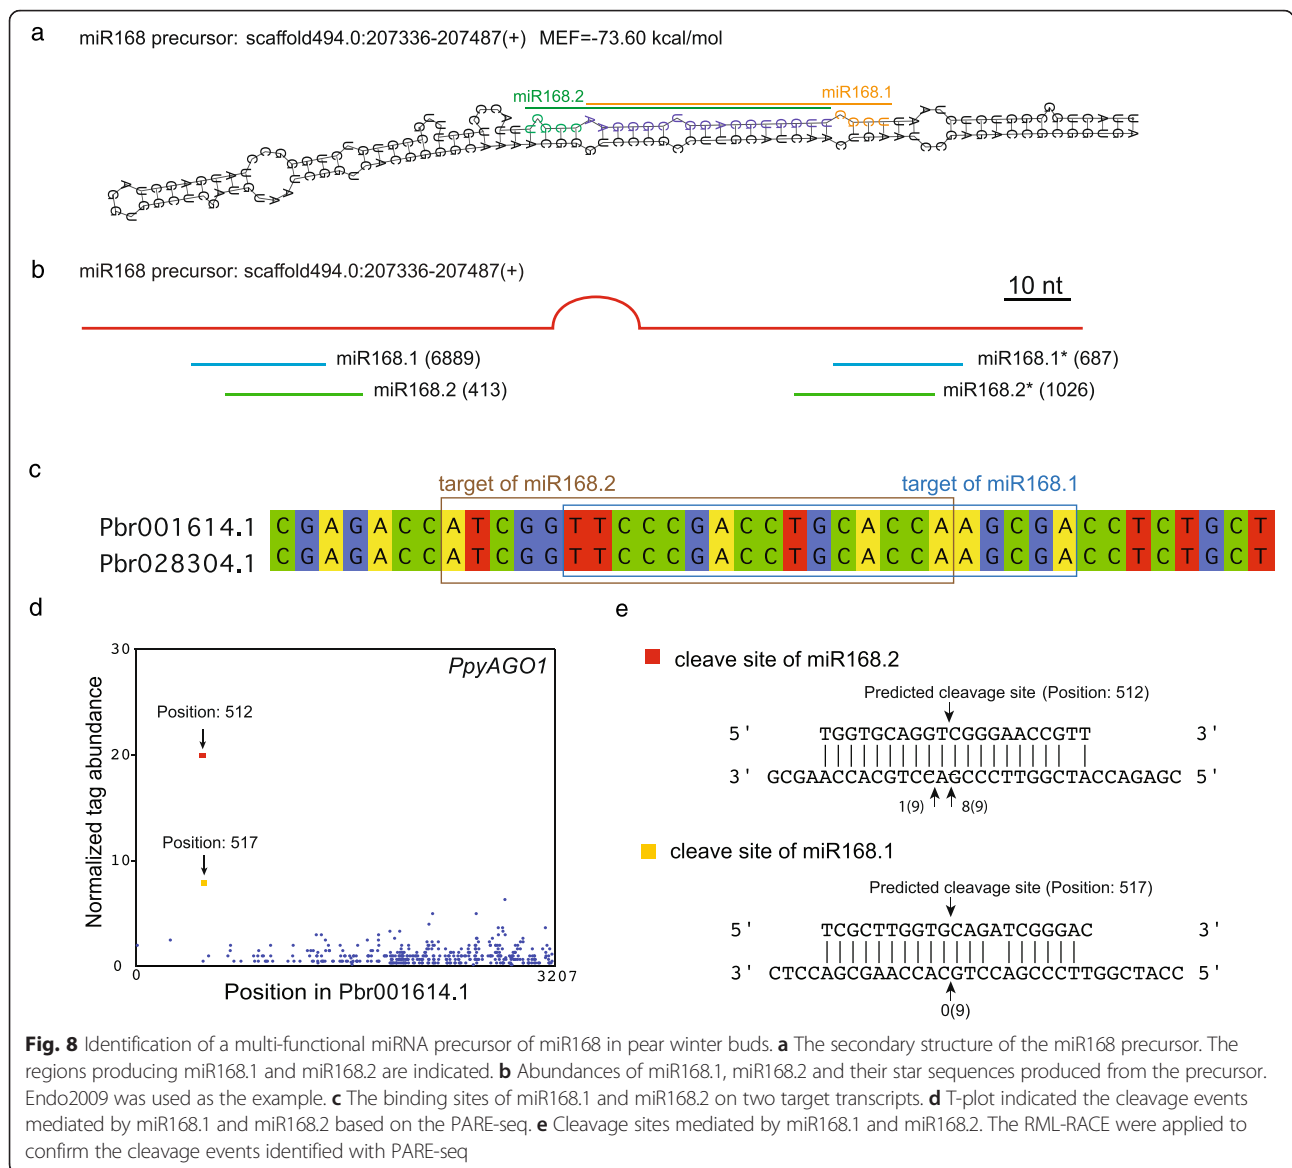 a
miR168 precursor: scaffold494.0:207336-207487(+) MEF=-73.60 kcal/mol
miR168.2
miR168.1
b
miR168 precursor: scaffold494.0:207336-207487(+)
10 nt
miR168.1 (6889)
miR168.1* (687)
miR168.2 (413)
miR168.2* (1026)
c
target of miR168.2
target of miR168.1
Pbr001614.1 CGAGACCATCGGTTCCCGACCTGCACCAAGCGACCTCTGCT
Pbr028304.1 CGAGACCATCGGTTCCCGACCTGCACCAAGCGACCTCTGCT
d
30
PpyAGO1
Position: 512
20
Position: 517
10
0
0
3207
Normalized tag abundance
Position in Pbr001614.1
e
cleave site of miR168.2
Predicted cleavage site (Position: 512)
5' TGGTGCAGGTCGGGAACCGTT 3'
3' GCGAACCACGTCCAGCCCTTGGCTACCAGAGC 5'
1(9) 8(9)
cleave site of miR168.1
Predicted cleavage site (Position: 517)
5' TCGCTTGGTGCAGATCGGGAC 3'
3' CTCCAGCGAACCACGTCCAGCCCTTGGCTACC 5'
0(9)
Fig. 8 Identification of a multi-functional miRNA precursor of miR168 in pear winter buds. a The secondary structure of the miR168 precursor. The
regions producing miR168.1 and miR168.2 are indicated. b Abundances of miR168.1, miR168.2 and their star sequences produced from the precursor.
Endo2009 was used as the example. c The binding sites of miR168.1 and miR168.2 on two target transcripts. d T-plot indicated the cleavage events
mediated by miR168.1 and miR168.2 based on the PARE-seq. e Cleavage sites mediated by miR168.1 and miR168.2. The RML-RACE were applied to
confirm the cleavage events identified with PARE-seq